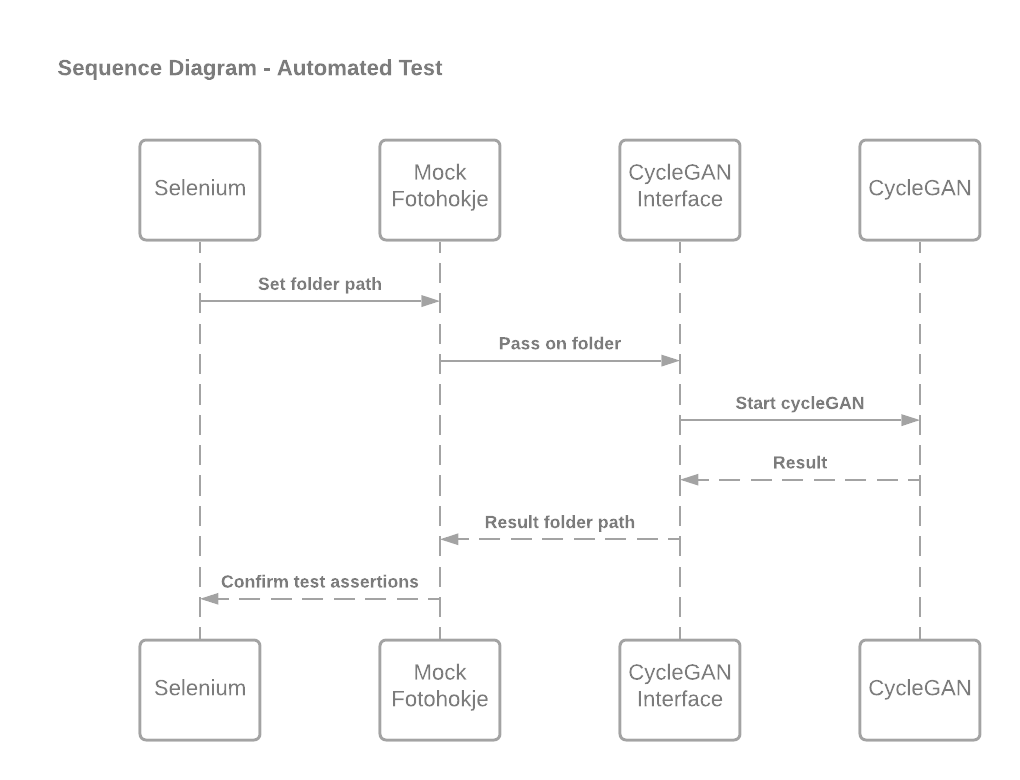 Sequence Diagram - Automated Test
Selenium
Mock
Fotohokje
CycleGAN
Interface
CycleGAN
Set folder path
Pass on folder
Start cycleGAN
Result
Result folder path
Confirm test assertions
Selenium
Mock
Fotohokje
CycleGAN
Interface
CycleGAN